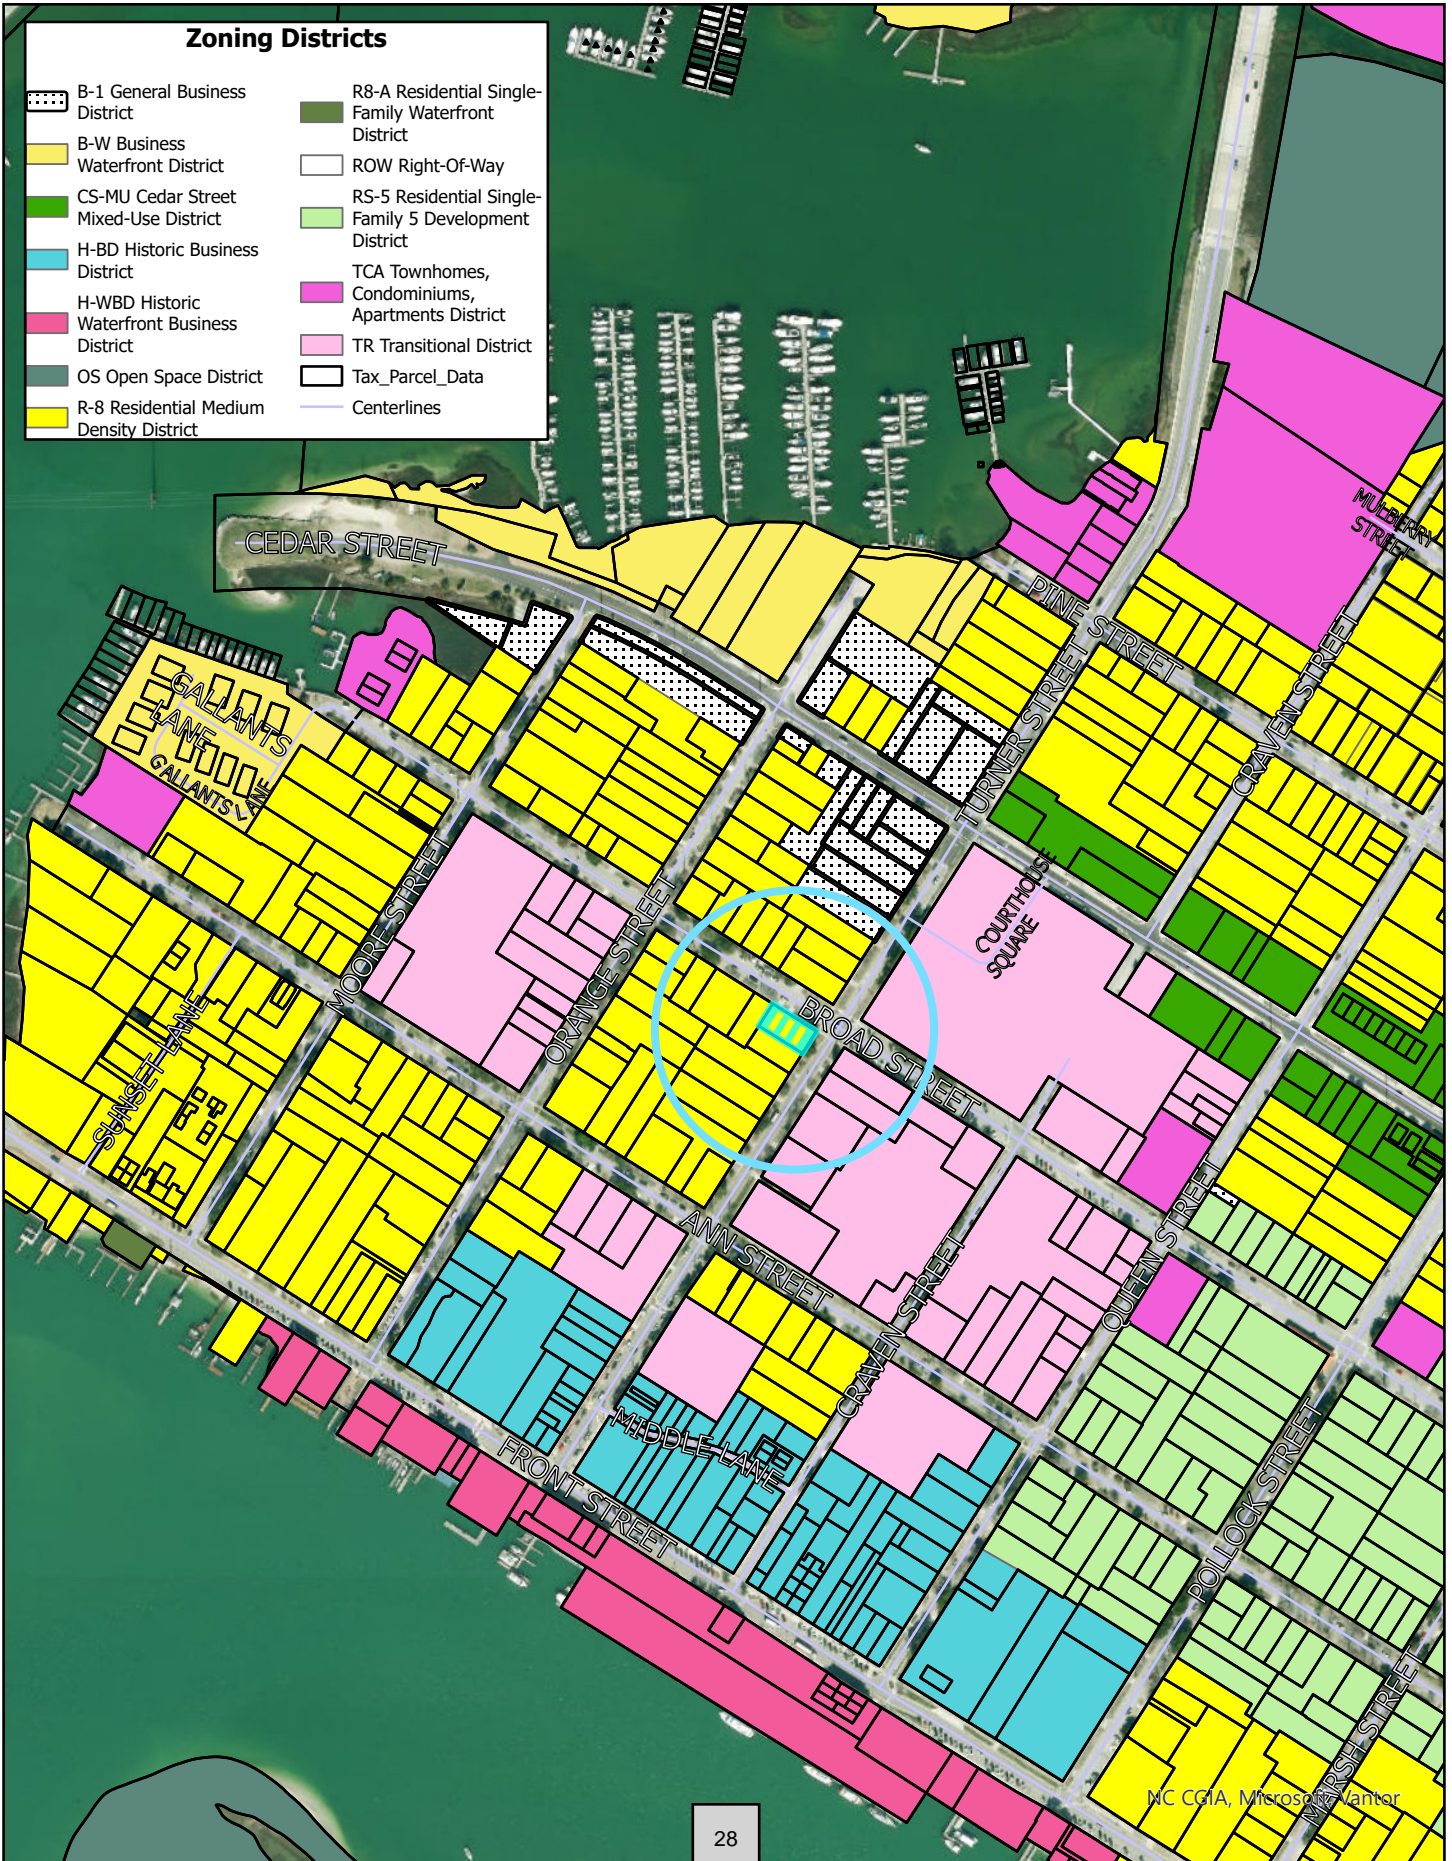 Zoning Districts
B-1 General Business
District
B-W Business
Waterfront District
CS-MU Cedar Street
Mixed-Use District
H-BD Historic Business
District
H-WBD Historic
Waterfront Business
District
OS Open Space District
R-8 Residential Medium
Density District
R8-A Residential Single-
Family Waterfront
District
ROW Right-Of-Way
RS-5 Residential Single-
Family 5 Development
District
TCA Townhomes,
Condominiums,
Apartments District
TR Transitional District
Tax_Parcel_Data
Centerlines
CEDAR STREET
MULBERRY
STREET
PINE STREET
CRAVEN STREET
TURNER STREET
GALLANTS
LANE
GALLANTS LANE
MOORE STREET
ORANGE STREET
COURTHOUSE
SQUARE
BROAD STREET
SUNSET LANE
ANN STREET
CRAVEN STREET
QUEEN STREET
MIDDLE LANE
FRONT STREET
POLLOCK STREET
MARSH STREET
NC CGIA, Microsoft, Vantor
28